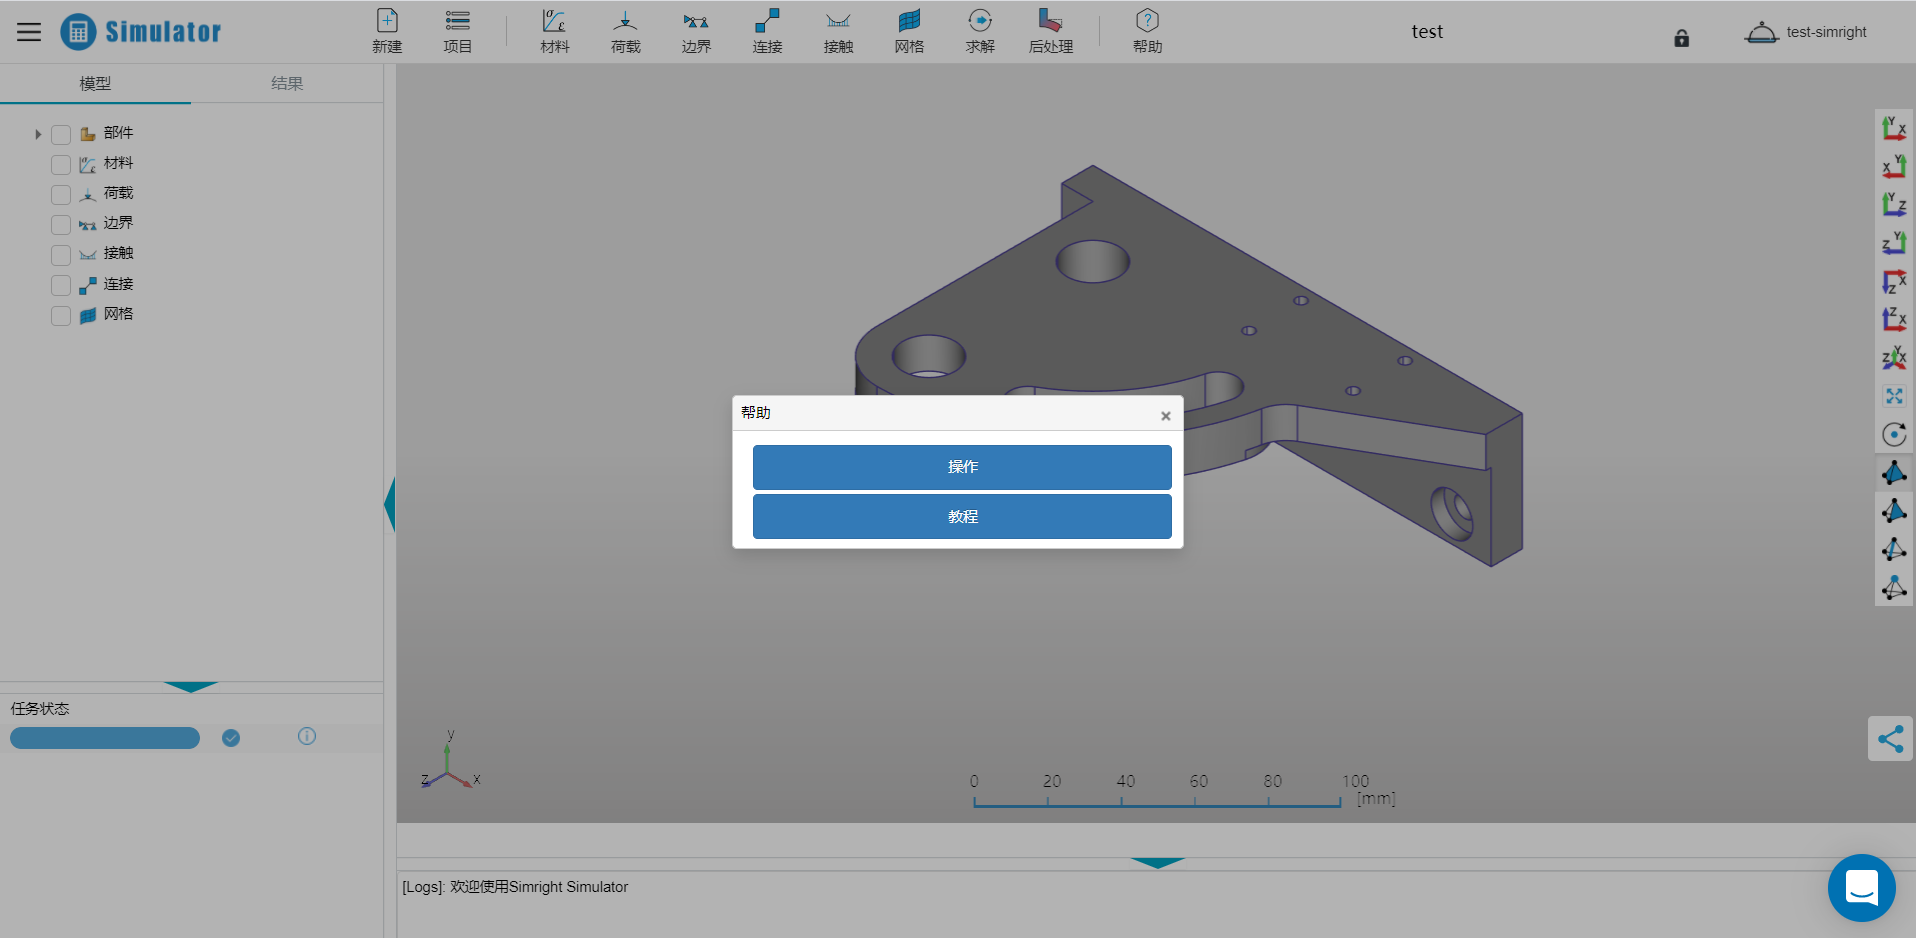 Simulator
新建
项目
材料
荷载
边界
连接
接触
网格
求解
后处理
帮助
test
test-simright
模型
结果
部件
材料
荷载
边界
接触
连接
网格
任务状态
帮助
×
操作
教程
Y X
X Y
Y Z
Z Y
X Z
Z X
Z Y X
y
z x
0 20 40 60 80 100
[mm]
[Logs]: 欢迎使用Simright Simulator